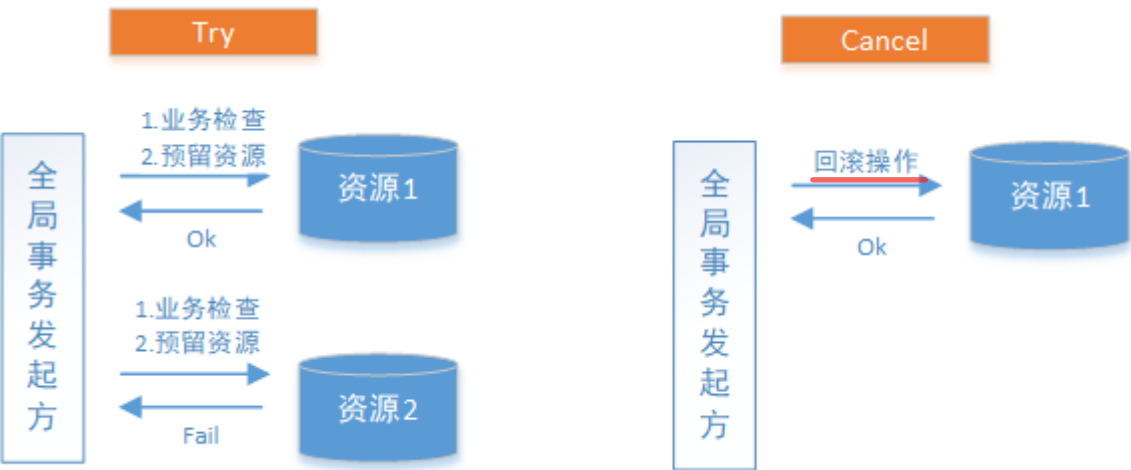 Try
1.业务检查
2.预留资源
全局事务发起方
资源1
Ok
1.业务检查
2.预留资源
资源2
Fail
Cancel
全局事务发起方
回滚操作
资源1
Ok